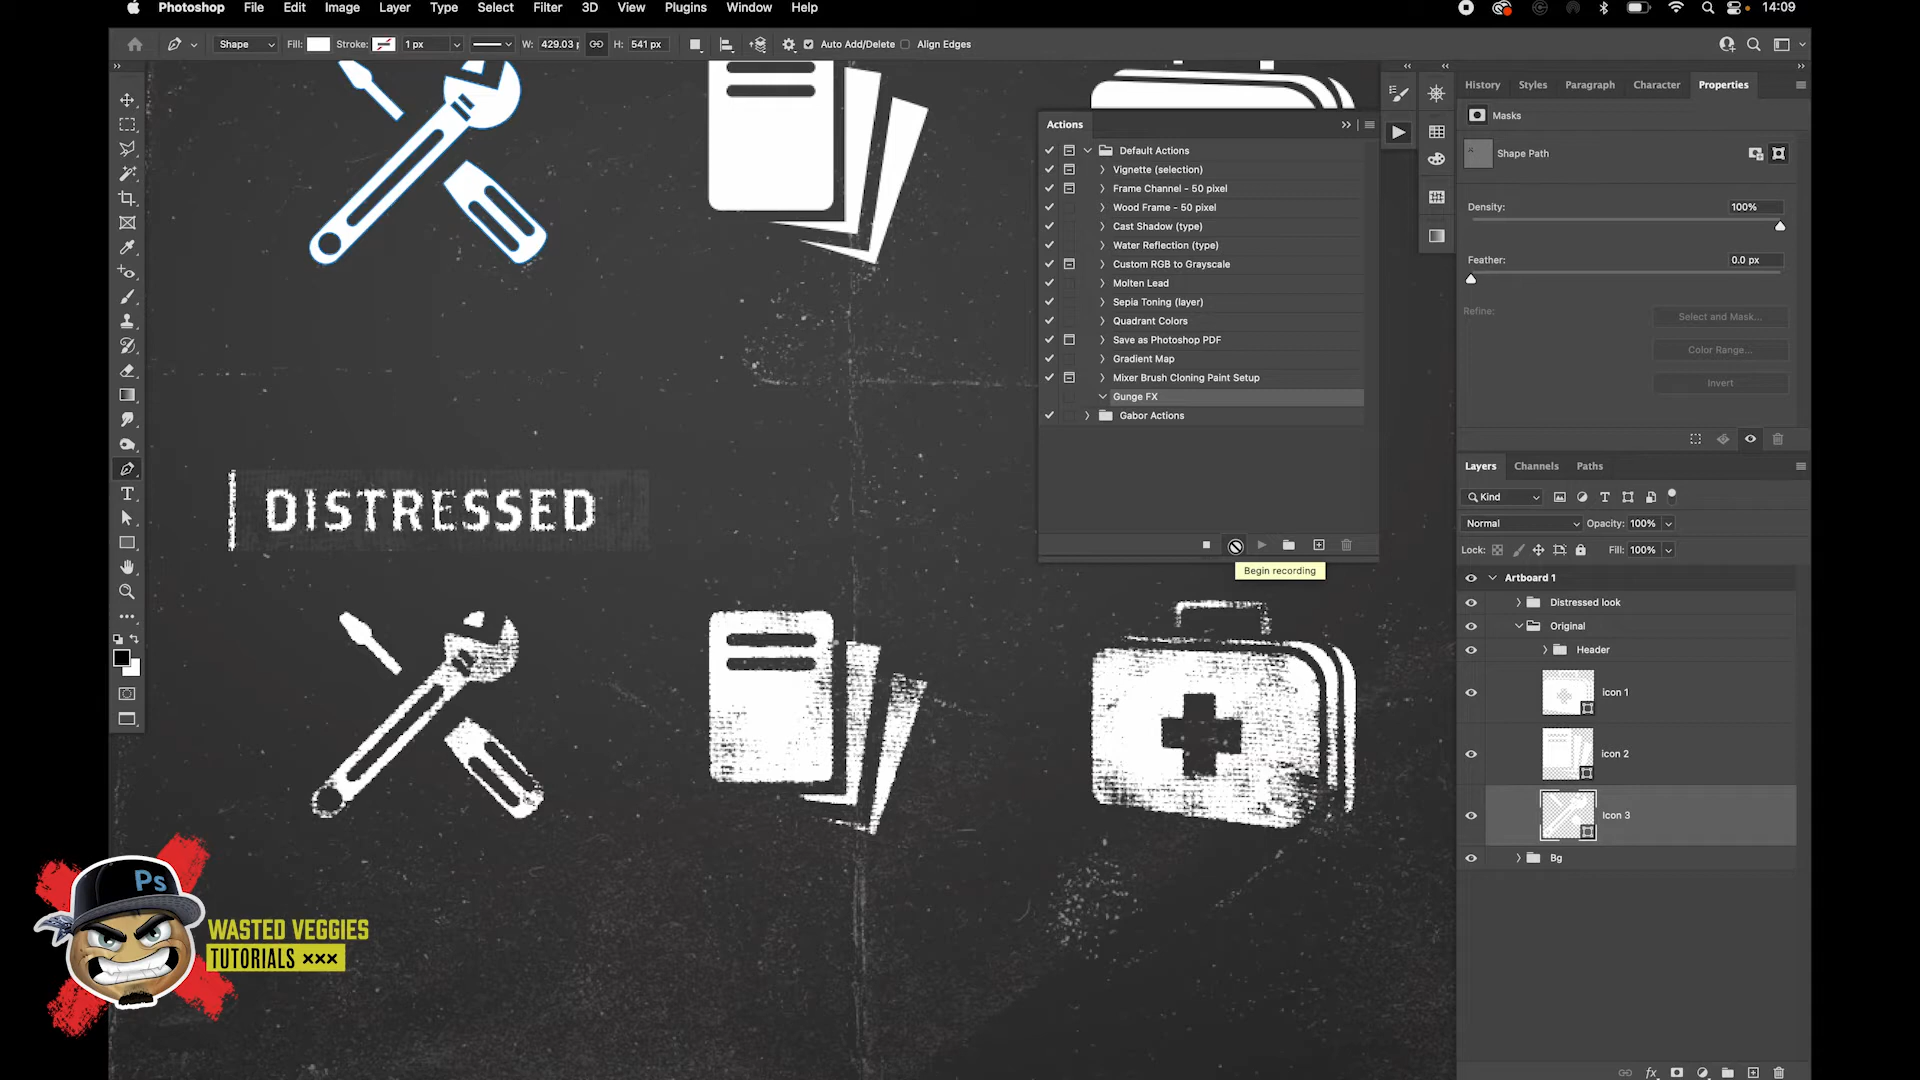 Photoshop File Edit Image Layer Type Select Filter 3D View Plugins Window Help 14:09
Shape Fill: Stroke: 1 px W: 429.03 H: 541 px Auto Add/Delete Align Edges
History Styles Paragraph Character Properties
Masks
Shape Path
Density: 100%
Feather: 0.0 px
Refine: Select and Mask...
Color Range...
Invert
Actions
Default Actions
Vignette (selection)
Frame Channel - 50 pixel
Wood Frame - 50 pixel
Cast Shadow (type)
Water Reflection (type)
Custom RGB to Grayscale
Molten Lead
Sepia Toning (layer)
Quadrant Colors
Save as Photoshop PDF
Gradient Map
Mixer Brush Cloning Paint Setup
Gunge FX
Gabor Actions
Begin recording
DISTRESSED
Layers Channels Paths
Kind
Normal Opacity: 100%
Lock: Fill: 100%
Artboard 1
Distressed look
Original
Header
icon 1
icon 2
Icon 3
Bg
Ps
WASTED VEGGIES
TUTORIALS xxx